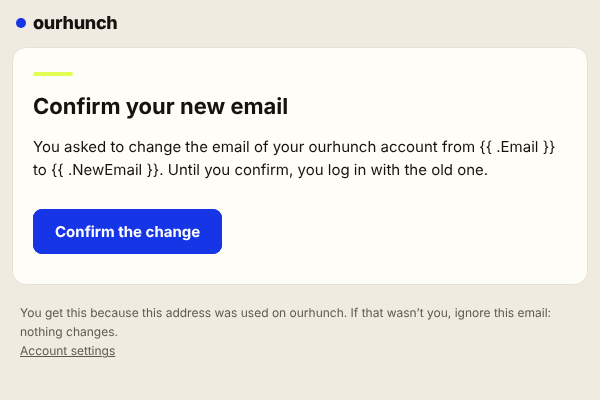 ourhunch
Confirm your new email
You asked to change the email of your ourhunch account from {{ .Email }}
to {{ .NewEmail }}. Until you confirm, you log in with the old one.
Confirm the change
You get this because this address was used on ourhunch. If that wasn’t you, ignore this email:
nothing changes.
Account settings